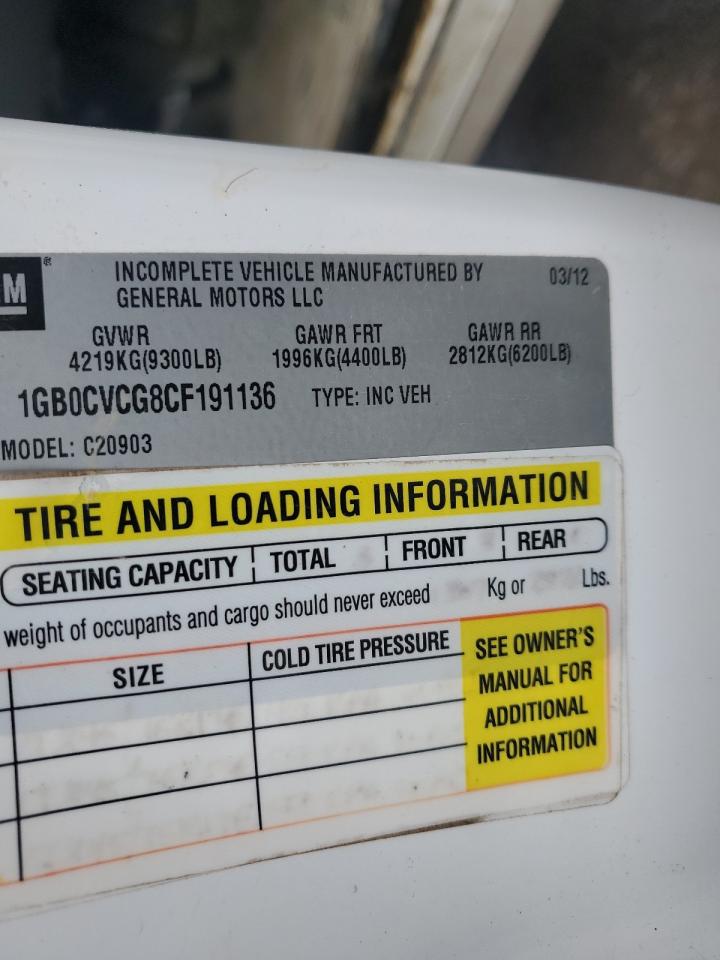 M ®
INCOMPLETE VEHICLE MANUFACTURED BY
GENERAL MOTORS LLC
03/12
GVWR GAWR FRT GAWR RR
4219KG(9300LB) 1996KG(4400LB) 2812KG(6200LB)
1GB0CVCG8CF191136 TYPE: INC VEH
MODEL: C20903
TIRE AND LOADING INFORMATION
SEATING CAPACITY TOTAL FRONT REAR
weight of occupants and cargo should never exceed Kg or Lbs.
SIZE COLD TIRE PRESSURE
SEE OWNER'S
MANUAL FOR
ADDITIONAL
INFORMATION